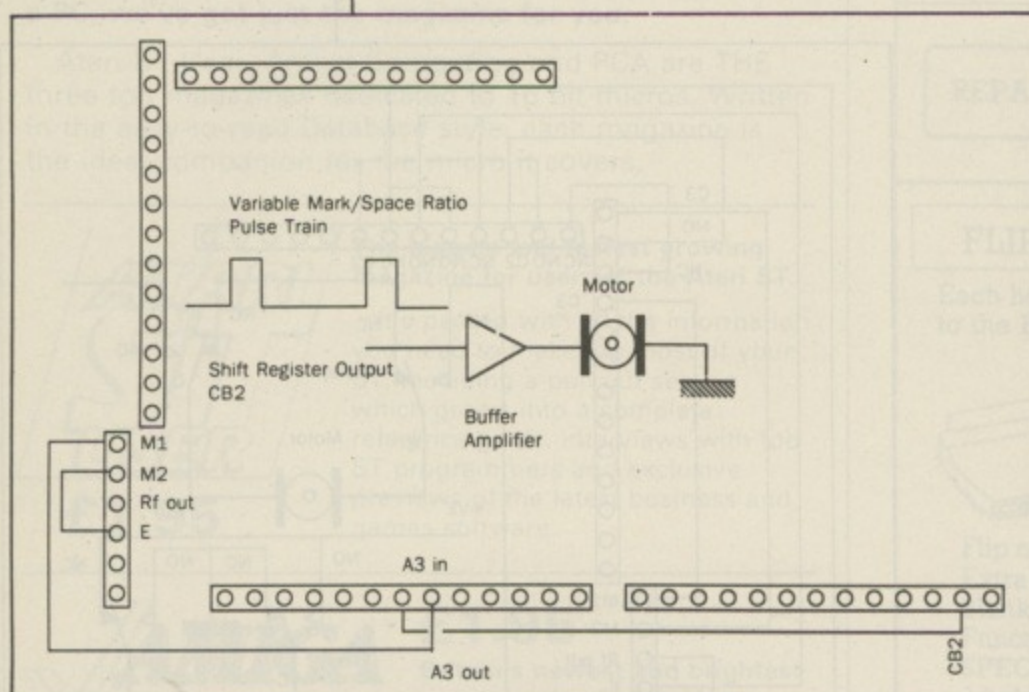 Variable Mark/Space Ratio
Pulse Train
Motor
Shift Register Output
CB2
Buffer
Amplifier
M1
M2
Rf out
E
A3 in
A3 out
CB2